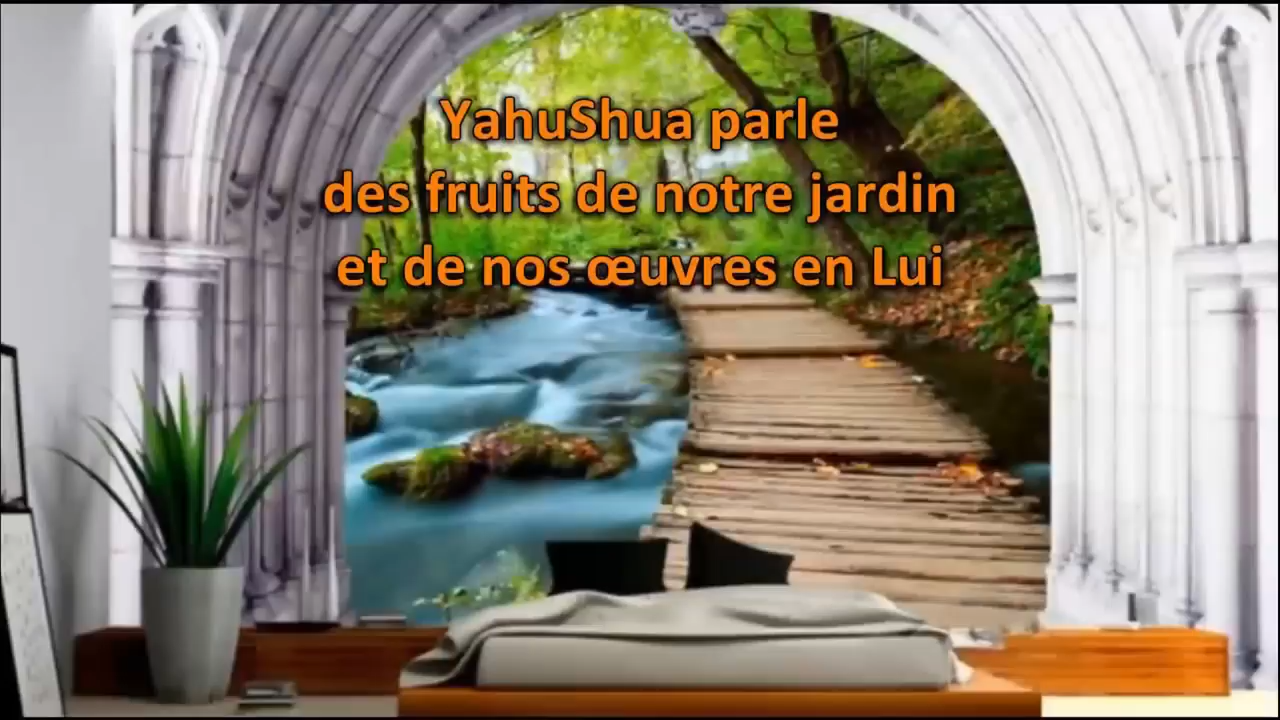 YahuShua parle
des fruits de notre jardin
et de nos œuvres en Lui